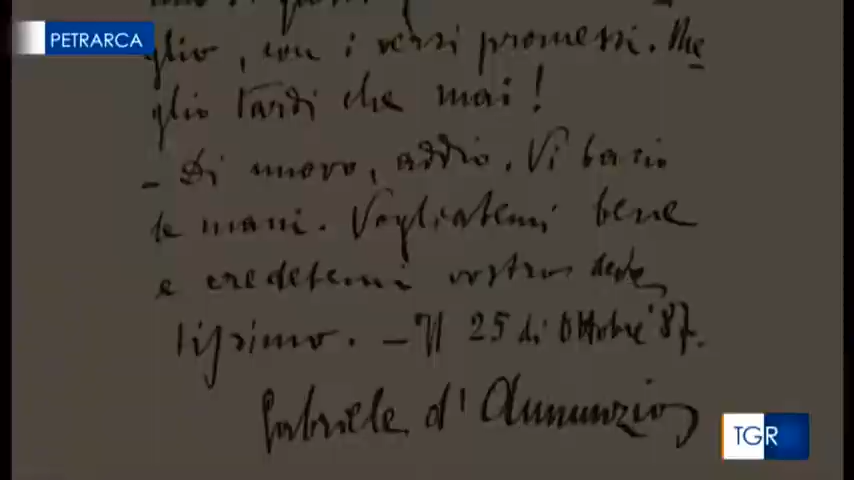 PETRARCA
glio, con i versi promessi. Me
glio tardi che mai!
- Di nuovo, addio. Vi bacio
le mani. Vogliatemi bene
e credetemi vostro devo
tissimo. - Il 25 di Ottobre '87.
Gabriele d'Annunzio
TGR